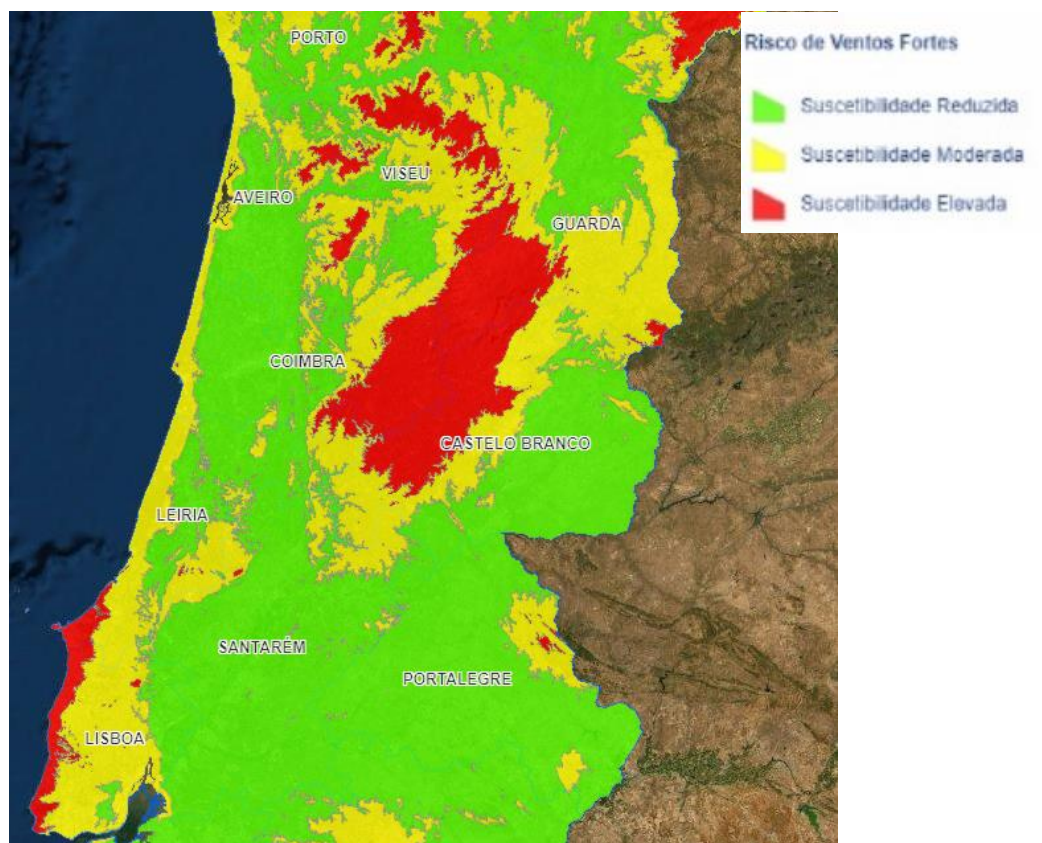 PORTO
Risco de Ventos Fortes
Suscetibilidade Reduzida
Suscetibilidade Moderada
VISEU
AVEIRO
Suscetibilidade Elevada
GUARDA
COIMBRA
CASTELO BRANCO
LEIRIA
SANTARÉM
PORTALEGRE
LISBOA